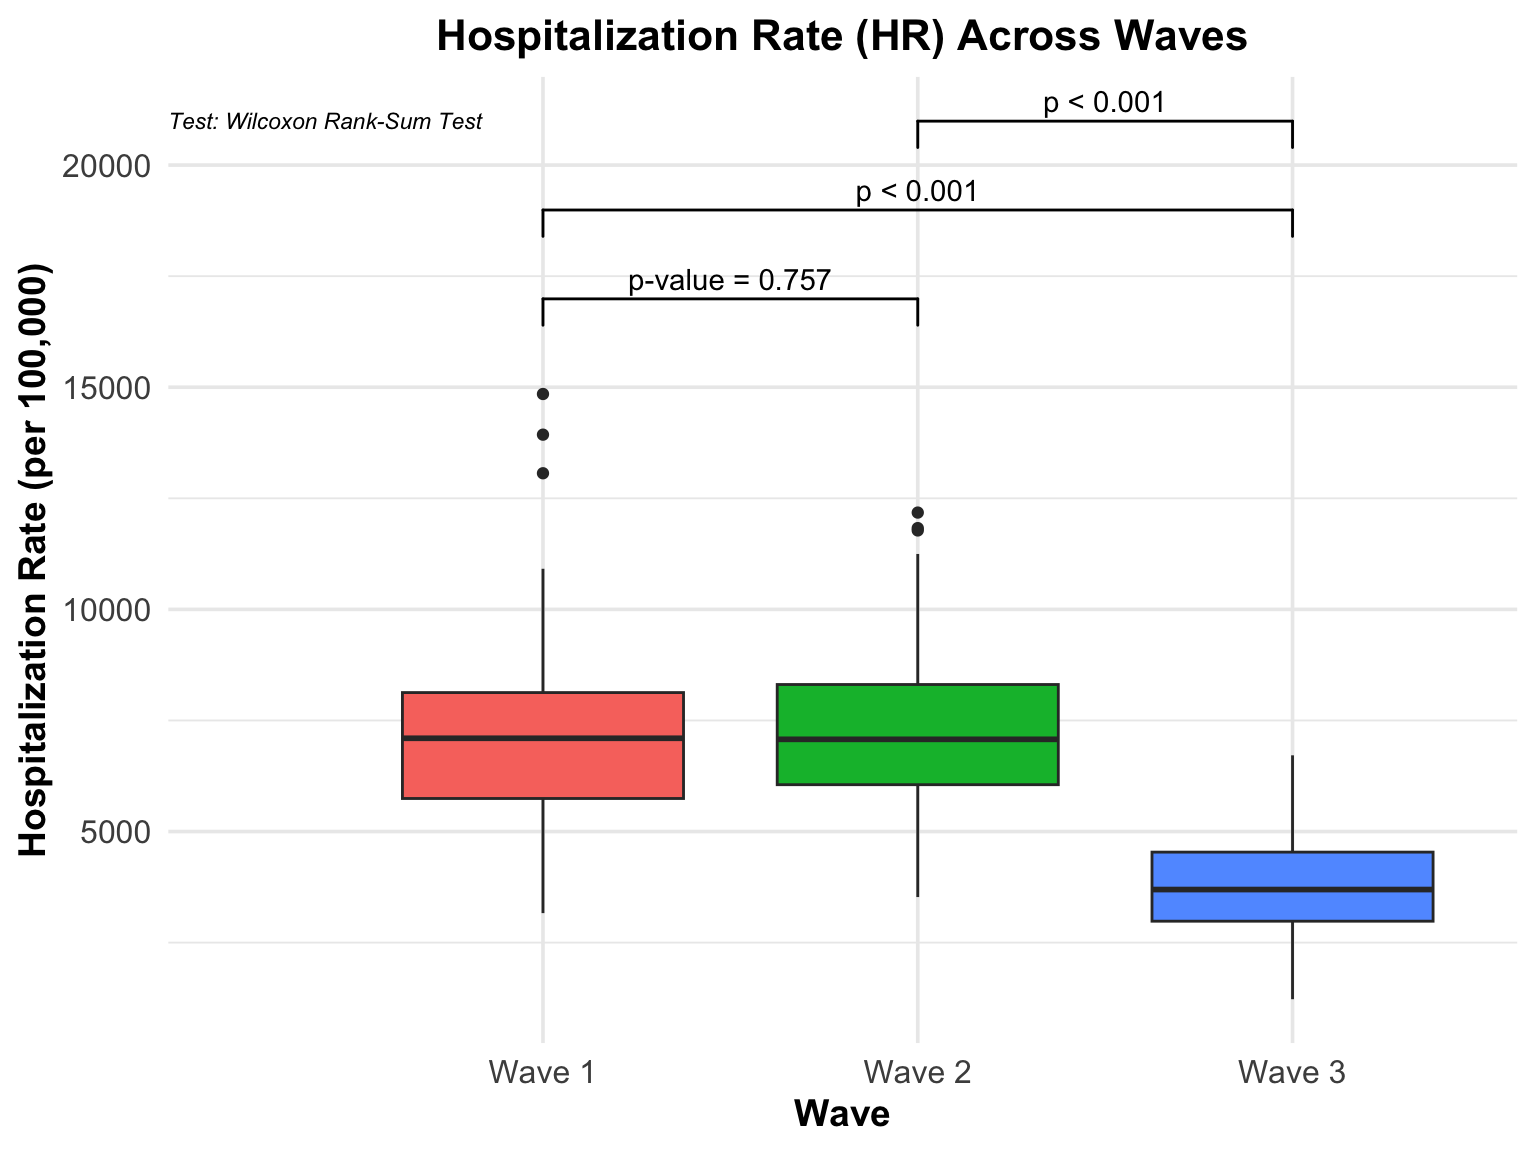 Hospitalization Rate (HR) Across Waves
p < 0.001
Test: Wilcoxon Rank-Sum Test
20000
p < 0.001
p-value = 0.757
15000
10000
5000
Hospitalization Rate (per 100,000)
Wave 1
Wave 2
Wave 3
Wave